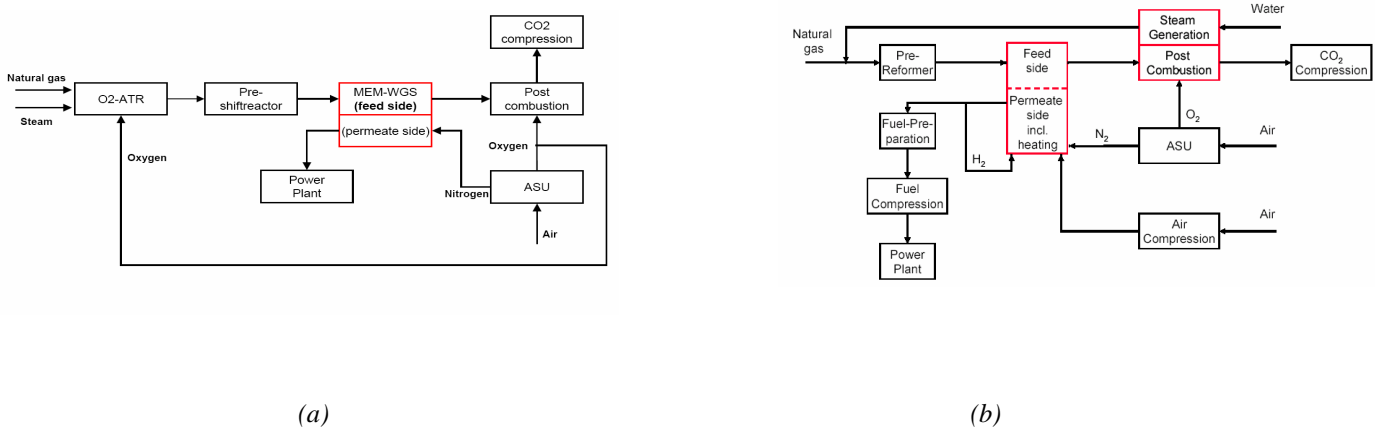 CO2
compression
Natural gas
Steam
O2-ATR
Pre-
shiftreactor
MEM-WGS
(feed side)
(permeate side)
Post
combustion
Oxygen
Oxygen
Power
Plant
Nitrogen
ASU
Air
(a)
Water
Steam
Generation
Natural
gas
Pre-
Reformer
Feed
side
Post
Combustion
CO2
Compression
Permeate
side
incl.
heating
Fuel-Pre-
paration
H2
N2
O2
ASU
Air
Fuel
Compression
Air
Compression
Air
Power
Plant
(b)